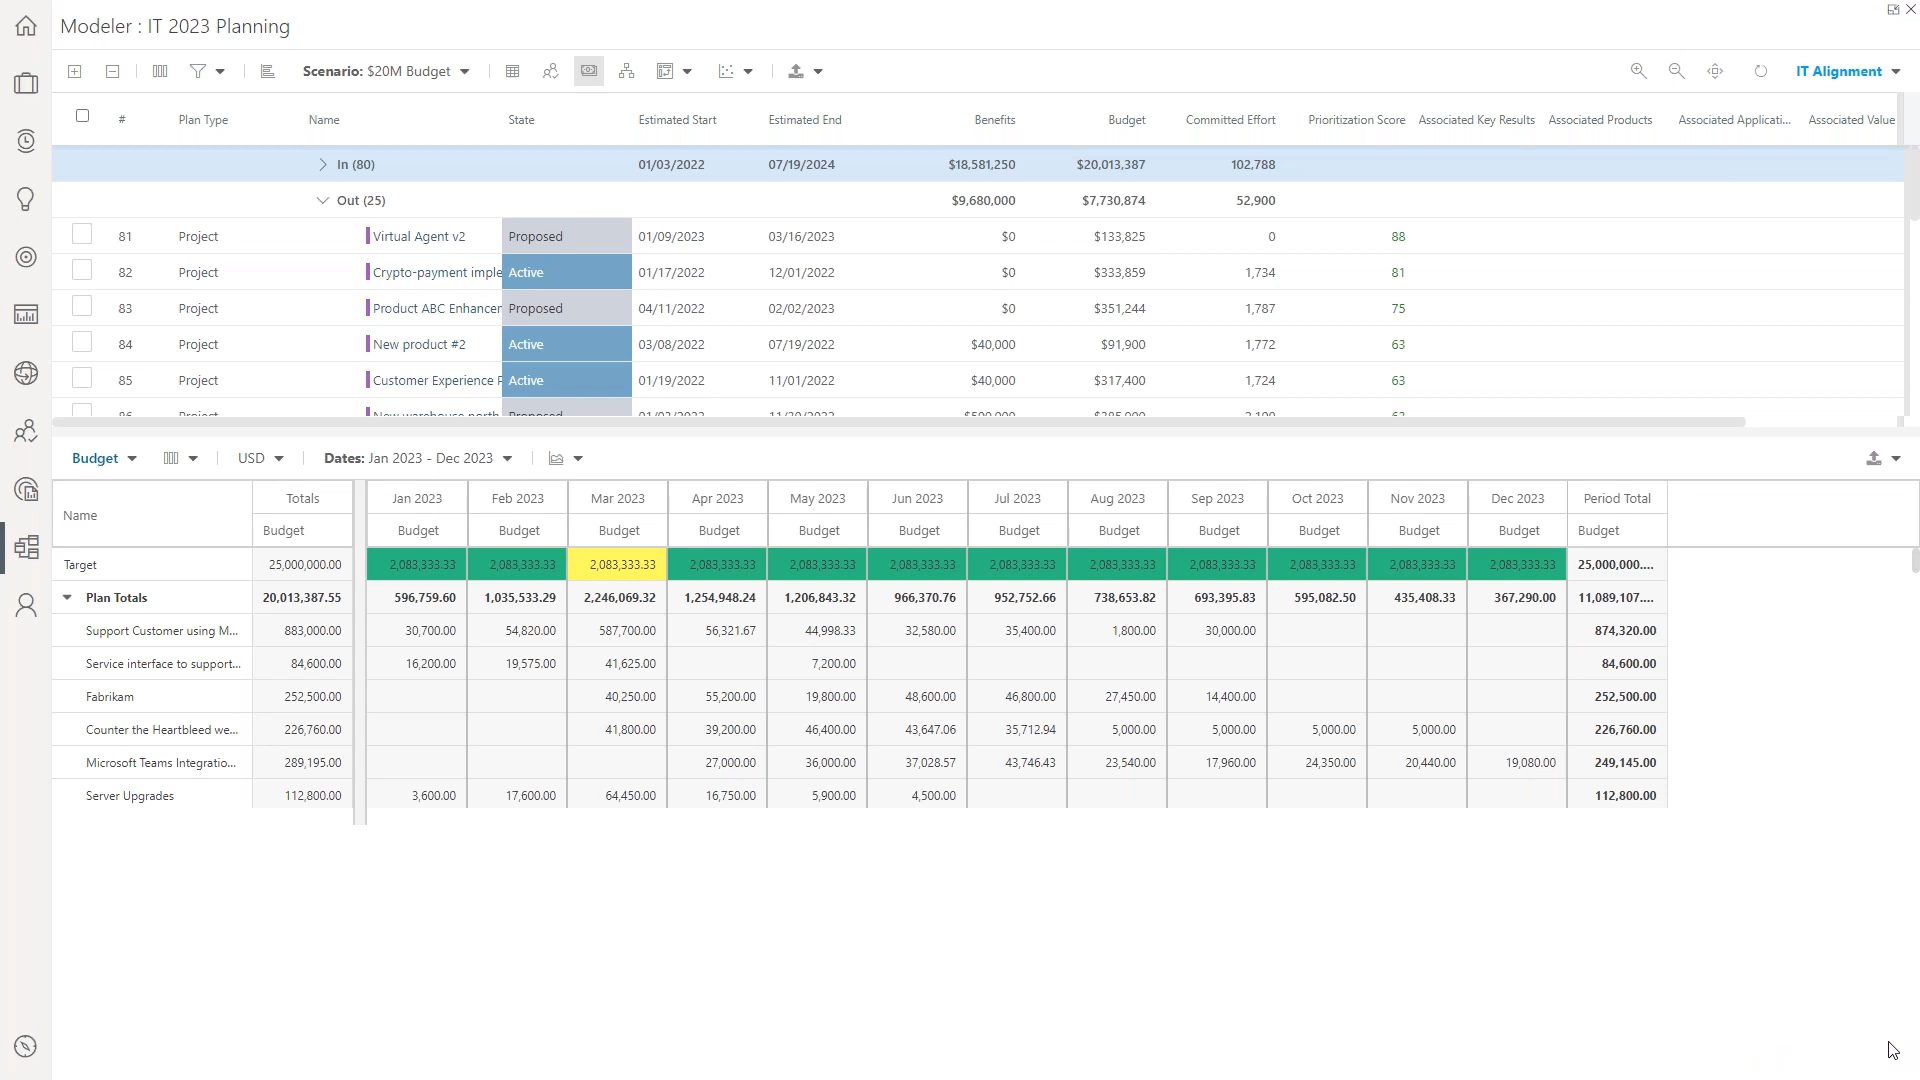 Modeler : IT 2023 Planning
Scenario: $20M Budget
IT Alignment
# Plan Type Name State Estimated Start Estimated End Benefits Budget Committed Effort Prioritization Score Associated Key Results Associated Products Associated Applicati... Associated Value
In (80) 01/03/2022 07/19/2024 $18,581,250 $20,013,387 102,788
Out (25) $9,680,000 $7,730,874 52,900
81 Project Virtual Agent v2 Proposed 01/09/2023 03/16/2023 $0 $133,825 0 88
82 Project Crypto-payment imple Active 01/17/2022 12/01/2022 $0 $333,859 1,734 81
83 Project Product ABC Enhancer Proposed 04/11/2022 02/02/2023 $0 $351,244 1,787 75
84 Project New product #2 Active 03/08/2022 07/19/2022 $40,000 $91,900 1,772 63
85 Project Customer Experience P Active 01/19/2022 11/01/2022 $40,000 $317,400 1,724 63
86 Project New warehouse north Proposed
Budget USD Dates: Jan 2023 - Dec 2023
Name Totals Jan 2023 Feb 2023 Mar 2023 Apr 2023 May 2023 Jun 2023 Jul 2023 Aug 2023 Sep 2023 Oct 2023 Nov 2023 Dec 2023 Period Total
Budget Budget Budget Budget Budget Budget Budget Budget Budget Budget Budget Budget Budget Budget
Target 25,000,000.00 2,083,333.33 2,083,333.33 2,083,333.33 2,083,333.33 2,083,333.33 2,083,333.33 2,083,333.33 2,083,333.33 2,083,333.33 2,083,333.33 2,083,333.33 2,083,333.33 25,000,000....
Plan Totals 20,013,387.55 596,759.60 1,035,533.29 2,246,069.32 1,254,948.24 1,206,843.32 966,370.76 952,752.66 738,653.82 693,395.83 595,082.50 435,408.33 367,290.00 11,089,107....
Support Customer using M... 883,000.00 30,700.00 54,820.00 587,700.00 56,321.67 44,998.33 32,580.00 35,400.00 1,800.00 30,000.00 874,320.00
Service interface to support... 84,600.00 16,200.00 19,575.00 41,625.00 7,200.00 84,600.00
Fabrikam 252,500.00 40,250.00 55,200.00 19,800.00 48,600.00 46,800.00 27,450.00 14,400.00 252,500.00
Counter the Heartbleed we... 226,760.00 41,800.00 39,200.00 46,400.00 43,647.06 35,712.94 5,000.00 5,000.00 5,000.00 5,000.00 226,760.00
Microsoft Teams Integratio... 289,195.00 27,000.00 36,000.00 37,028.57 43,746.43 23,540.00 17,960.00 24,350.00 20,440.00 19,080.00 249,145.00
Server Upgrades 112,800.00 3,600.00 17,600.00 64,450.00 16,750.00 5,900.00 4,500.00 112,800.00